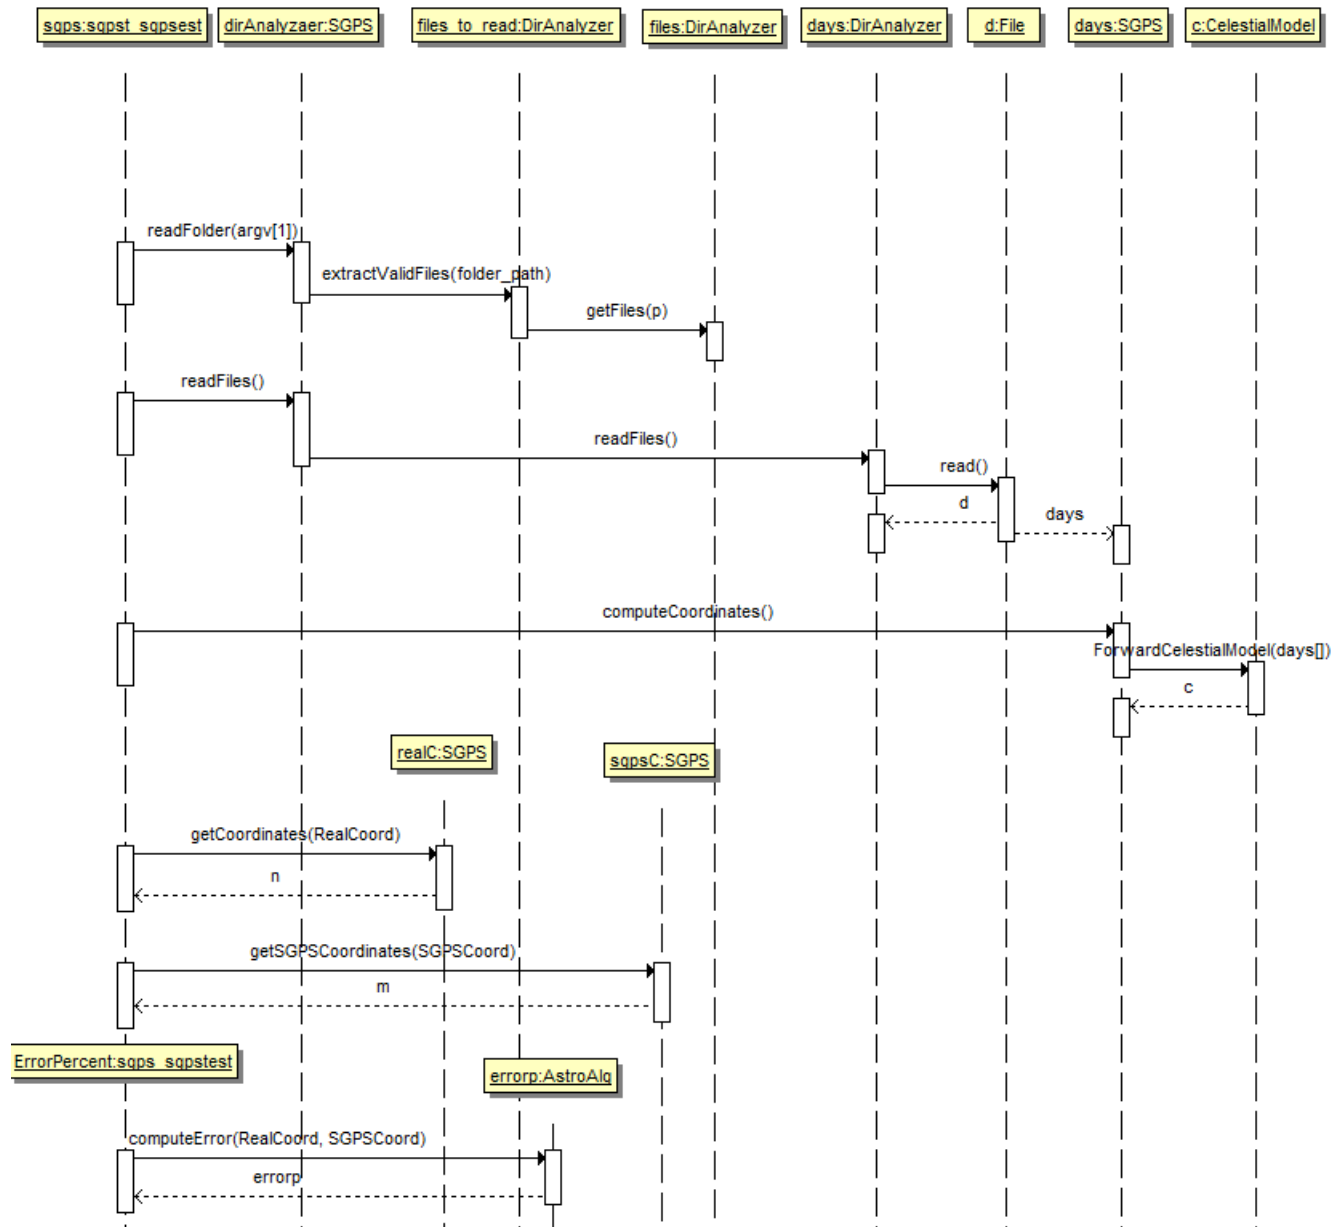 sgps:sgpst_sgpsest
dirAnalyzaer:SGPS
files_to_read:DirAnalyzer
files:DirAnalyzer
days:DirAnalyzer
d:File
days:SGPS
c:CelestialModel
readFolder(argv[1])
extractValidFiles(folder_path)
getFiles(p)
readFiles()
readFiles()
read()
d
days
computeCoordinates()
ForwardCelestialModel(days[])
c
realC:SGPS
sgpsC:SGPS
getCoordinates(RealCoord)
n
getSGPSCoordinates(SGPSCoord)
m
ErrorPercent:sgps_sgpstest
errorp:AstroAlg
computeError(RealCoord, SGPSCoord)
errorp